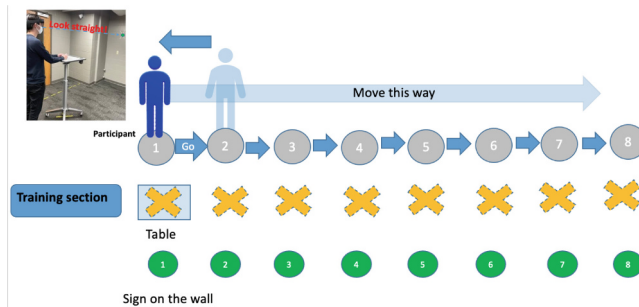 Look straight!
Move this way
Participant
1 Go 2 3 4 5 6 7 8
Training section
Table
1 2 3 4 5 6 7 8
Sign on the wall